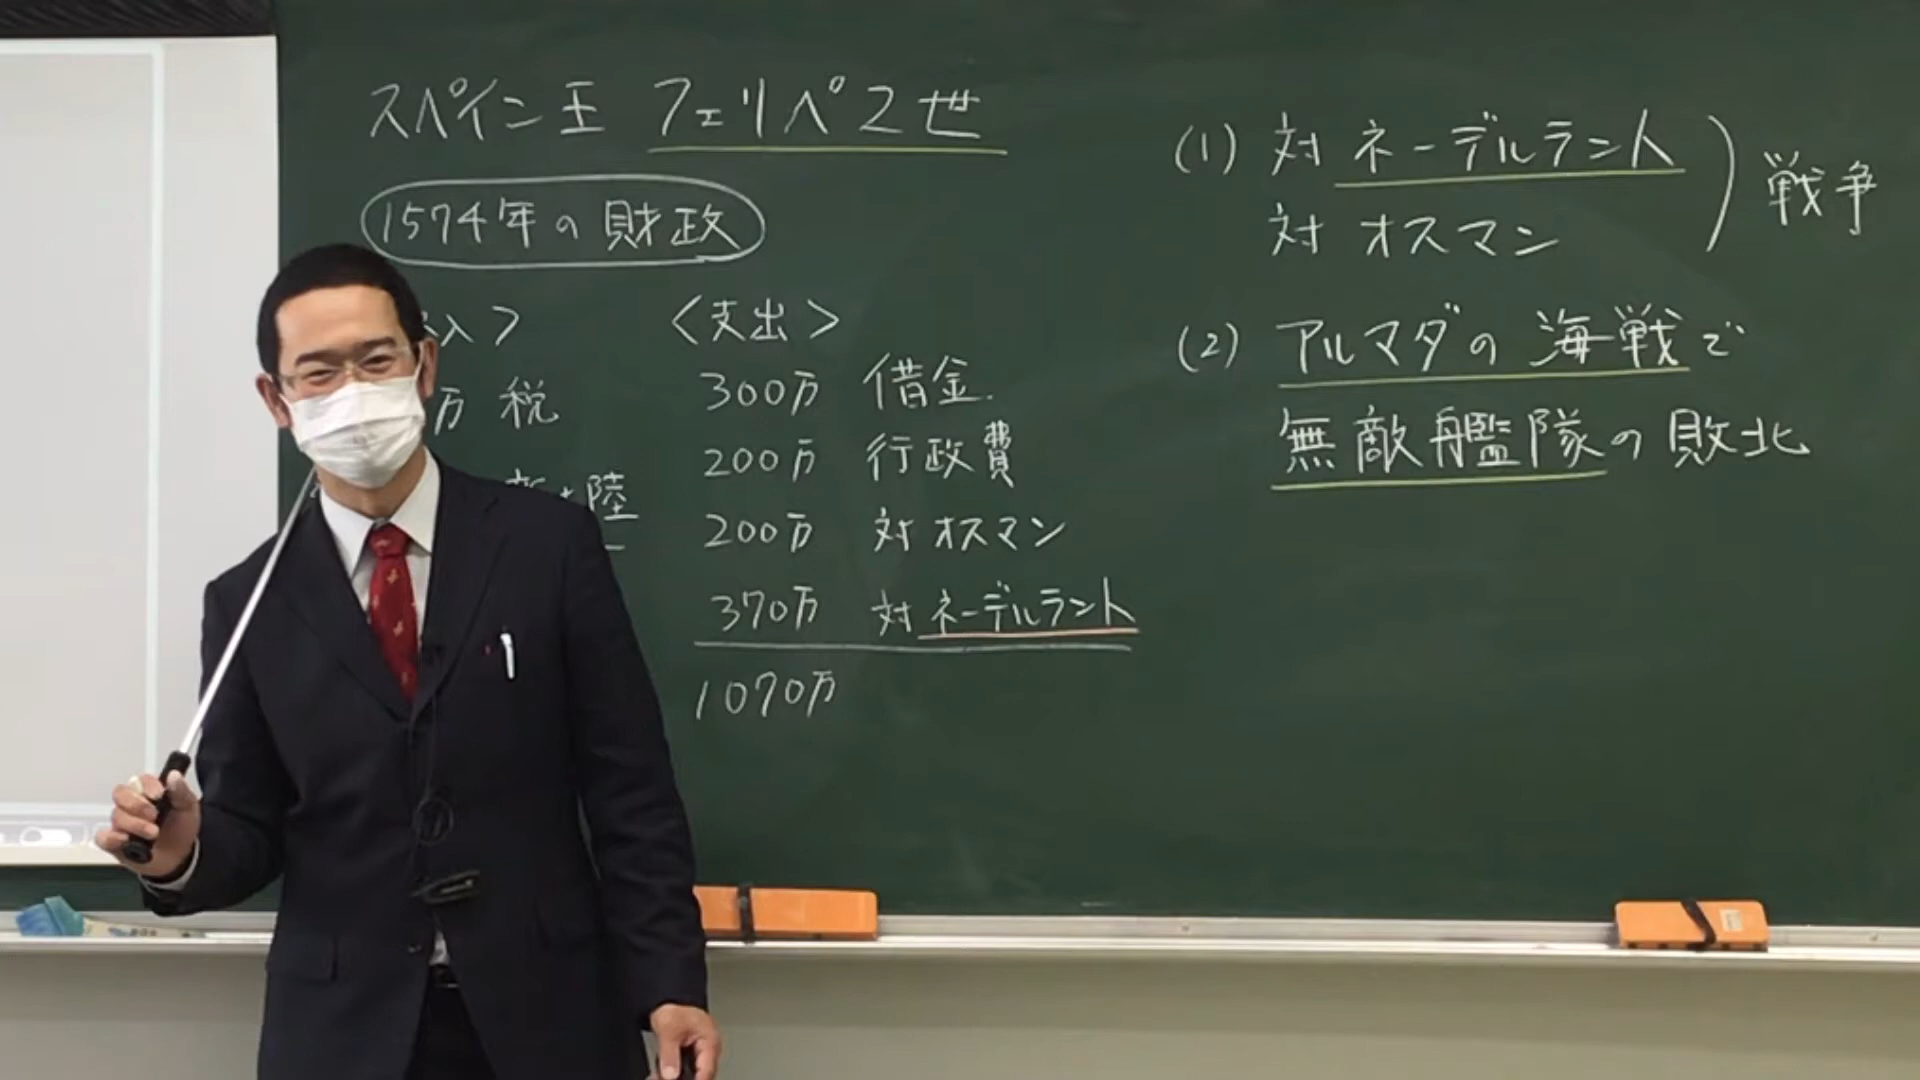 スペイン王 フェリペ2世
1574年の財政
入>
万 税
大陸
<支出>
300万 借金
200万 行政費
200万 対オスマン
370万 対ネーデルラント
1070万
(1) 対 ネーデルラント
対 オスマン
戦争
(2) アルマダの海戦で
無敵艦隊の敗北